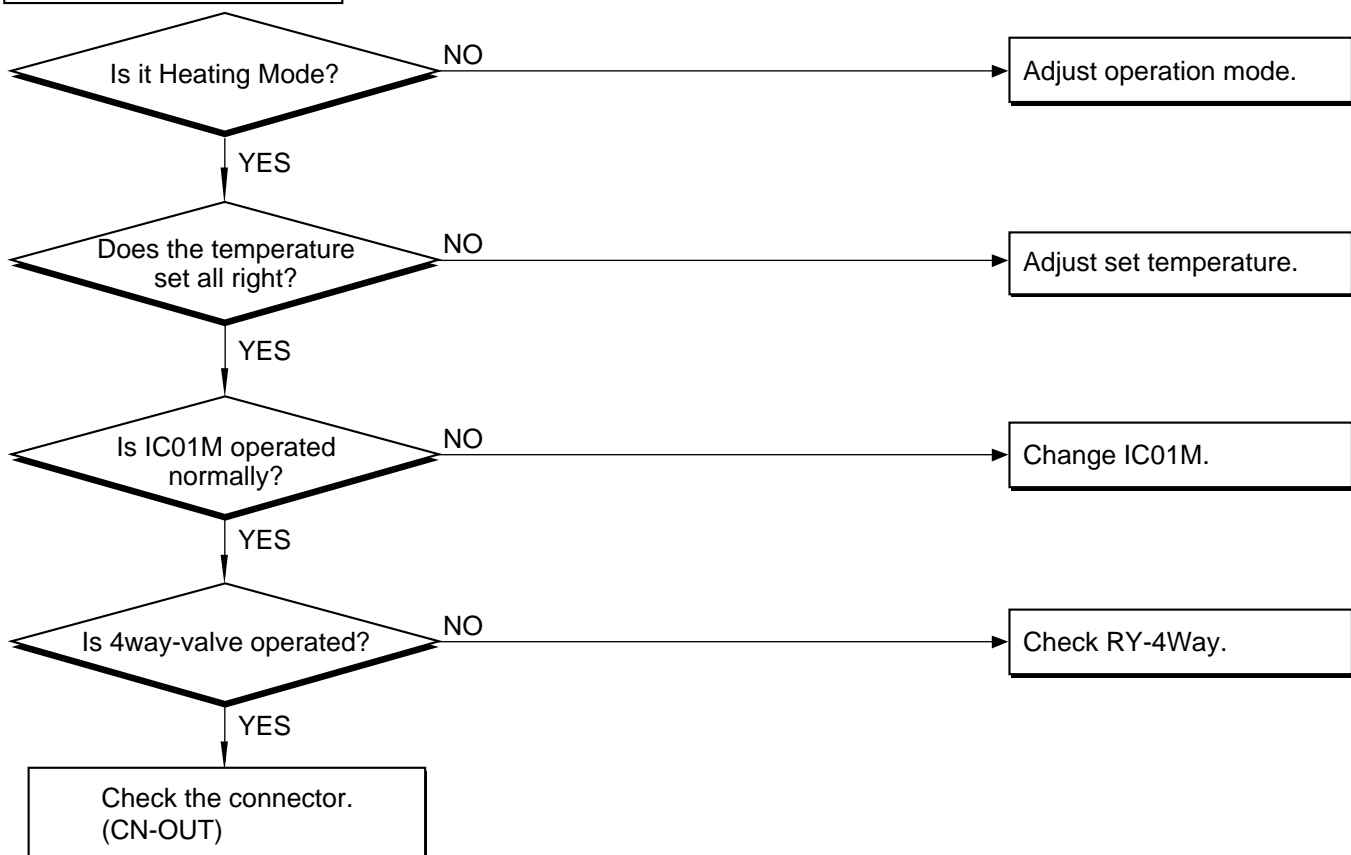 Is it Heating Mode?
NO
Adjust operation mode.
YES
Does the temperature
set all right?
NO
Adjust set temperature.
YES
Is IC01M operated
normally?
NO
Change IC01M.
YES
Is 4way-valve operated?
NO
Check RY-4Way.
YES
Check the connector.
(CN-OUT)